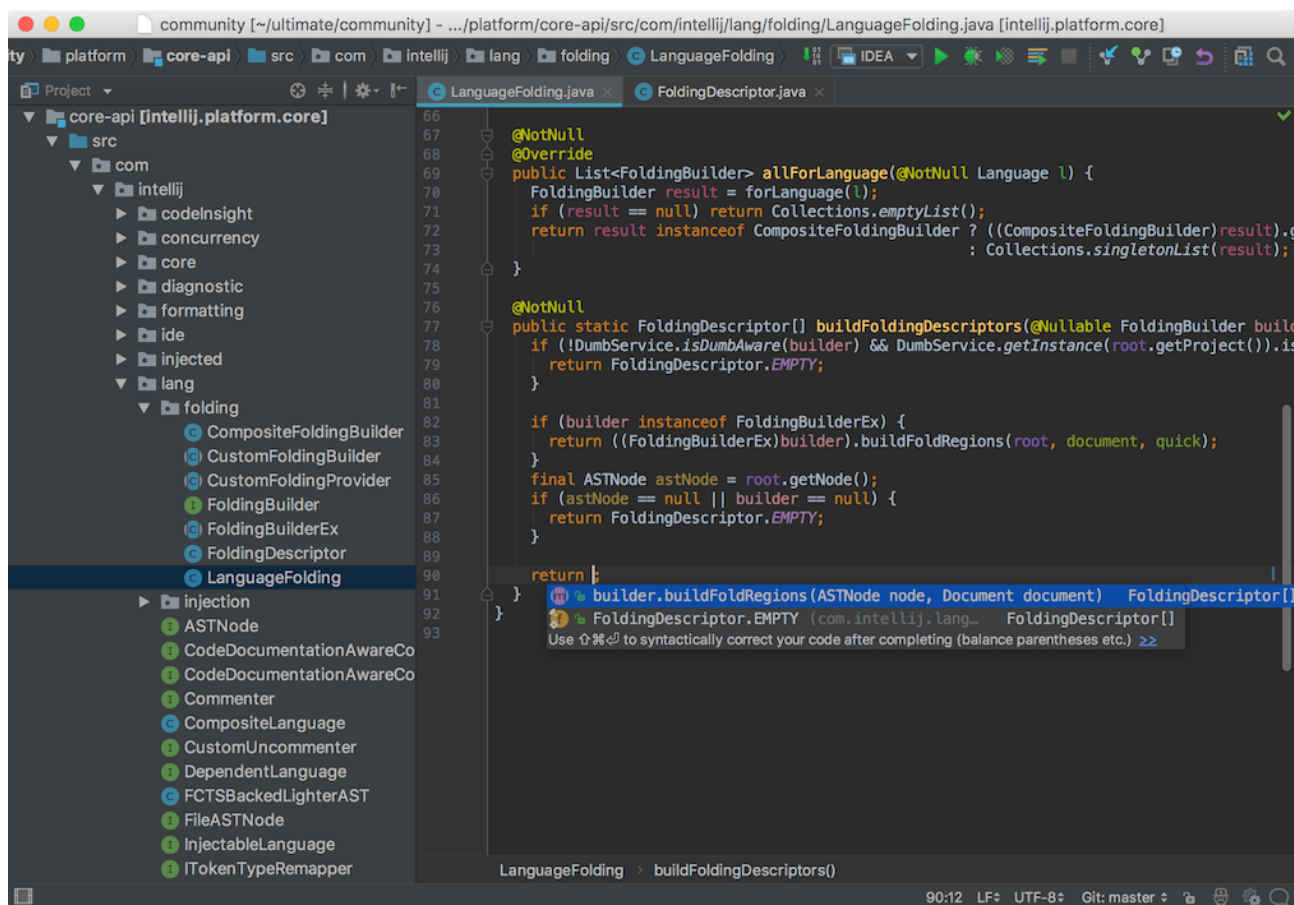 community [~/ultimate/community] - .../platform/core-api/src/com/intellij/lang/folding/LanguageFolding.java [intellij.platform.core]
ity platform core-api src com intellij lang folding LanguageFolding IDEA
Project
LanguageFolding.java
FoldingDescriptor.java
core-api [intellij.platform.core]
src
com
intellij
codeInsight
concurrency
core
diagnostic
formatting
ide
injected
lang
folding
CompositeFoldingBuilder
CustomFoldingBuilder
CustomFoldingProvider
FoldingBuilder
FoldingBuilderEx
FoldingDescriptor
LanguageFolding
injection
ASTNode
CodeDocumentationAwareCo
CodeDocumentationAwareCo
Commenter
CompositeLanguage
CustomUncommenter
DependentLanguage
FCTSBackedLighterAST
FileASTNode
InjectableLanguage
ITokenTypeRemapper
66
67 @NotNull
68 @Override
69 public List<FoldingBuilder> allForLanguage(@NotNull Language l) {
70 FoldingBuilder result = forLanguage(l);
71 if (result == null) return Collections.emptyList();
72 return result instanceof CompositeFoldingBuilder ? ((CompositeFoldingBuilder)result).g
73 : Collections.singletonList(result);
74 }
75
76 @NotNull
77 public static FoldingDescriptor[] buildFoldingDescriptors(@Nullable FoldingBuilder build
78 if (!DumbService.isDumbAware(builder) && DumbService.getInstance(root.getProject()).is
79 return FoldingDescriptor.EMPTY;
80 }
81
82 if (builder instanceof FoldingBuilderEx) {
83 return ((FoldingBuilderEx)builder).buildFoldRegions(root, document, quick);
84 }
85 final ASTNode astNode = root.getNode();
86 if (astNode == null || builder == null) {
87 return FoldingDescriptor.EMPTY;
88 }
89
90 return ;
91 }
92 }
93
builder.buildFoldRegions(ASTNode node, Document document) FoldingDescriptor[]
FoldingDescriptor.EMPTY (com.intellij.lang… FoldingDescriptor[]
Use ⇧⌘⏎ to syntactically correct your code after completing (balance parentheses etc.) >>
LanguageFolding buildFoldingDescriptors()
90:12 LF UTF-8 Git: master